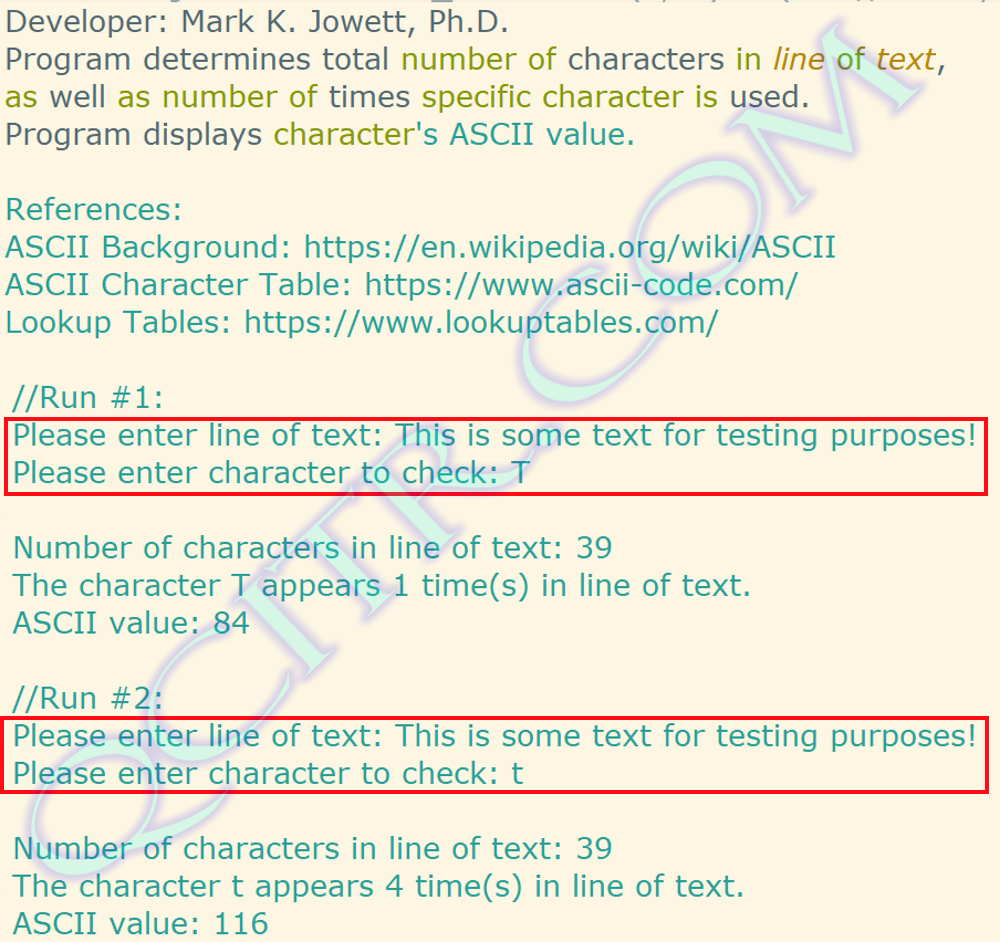 Developer: Mark K. Jowett, Ph.D.
Program determines total number of characters in line of text,
as well as number of times specific character is used.
Program displays character's ASCII value.
References:
ASCII Background: https://en.wikipedia.org/wiki/ASCII
ASCII Character Table: https://www.ascii-code.com/
Lookup Tables: https://www.lookuptables.com/
//Run #1:
Please enter line of text: This is some text for testing purposes!
Please enter character to check: T
Number of characters in line of text: 39
The character T appears 1 time(s) in line of text.
ASCII value: 84
//Run #2:
Please enter line of text: This is some text for testing purposes!
Please enter character to check: t
Number of characters in line of text: 39
The character t appears 4 time(s) in line of text.
ASCII value: 116
QCITR.COM